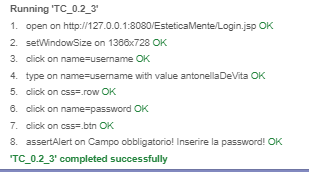 Running 'TC_0.2_3'
1. open on http://127.0.0.1:8080/EsteticaMente/Login.jsp OK
2. setWindowSize on 1366x728 OK
3. click on name=username OK
4. type on name=username with value antonellaDeVita OK
5. click on css=.row OK
6. click on name=password OK
7. click on css=.btn OK
8. assertAlert on Campo obbligatorio! Inserire la password! OK
'TC_0.2_3' completed successfully